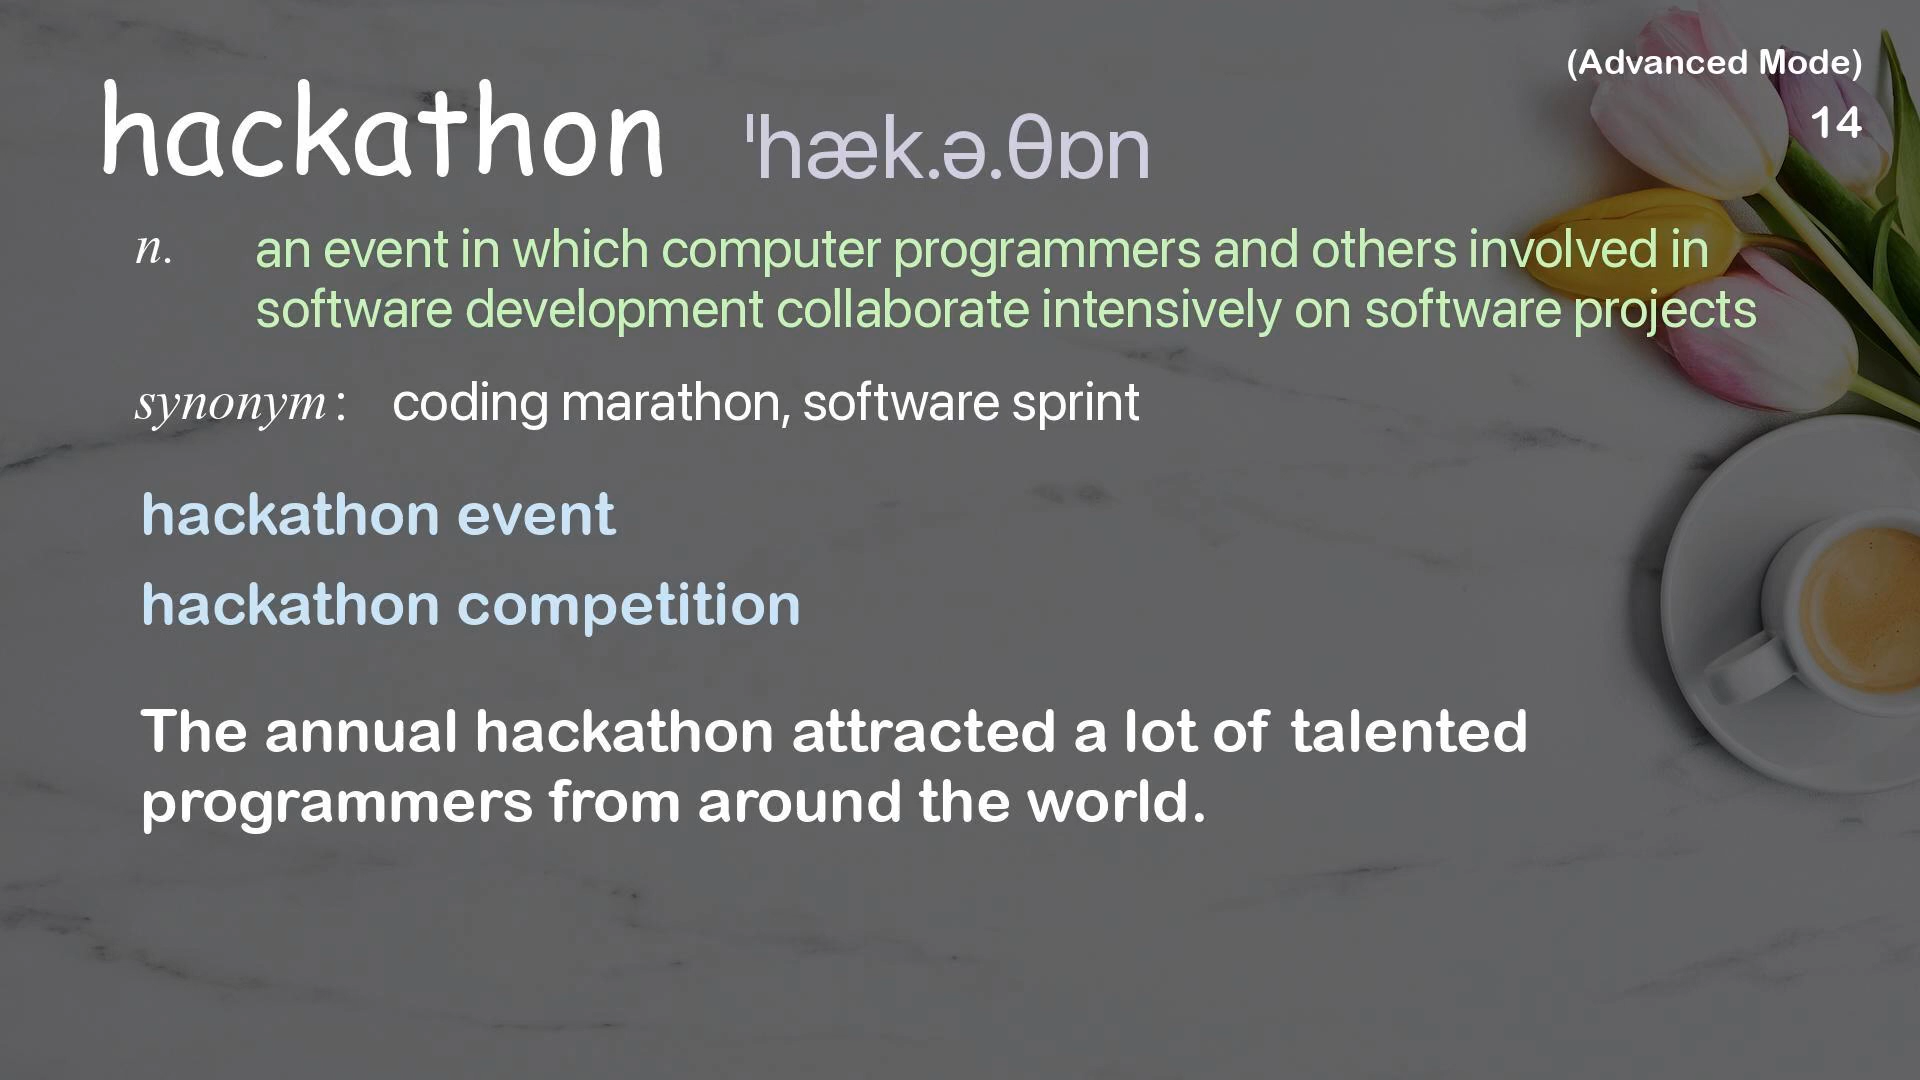 (Advanced Mode)
hackathon ˈhæk.ə.θɒn
14
n. an event in which computer programmers and others involved in
software development collaborate intensively on software projects
synonym : coding marathon, software sprint
hackathon event
hackathon competition
The annual hackathon attracted a lot of talented
programmers from around the world.